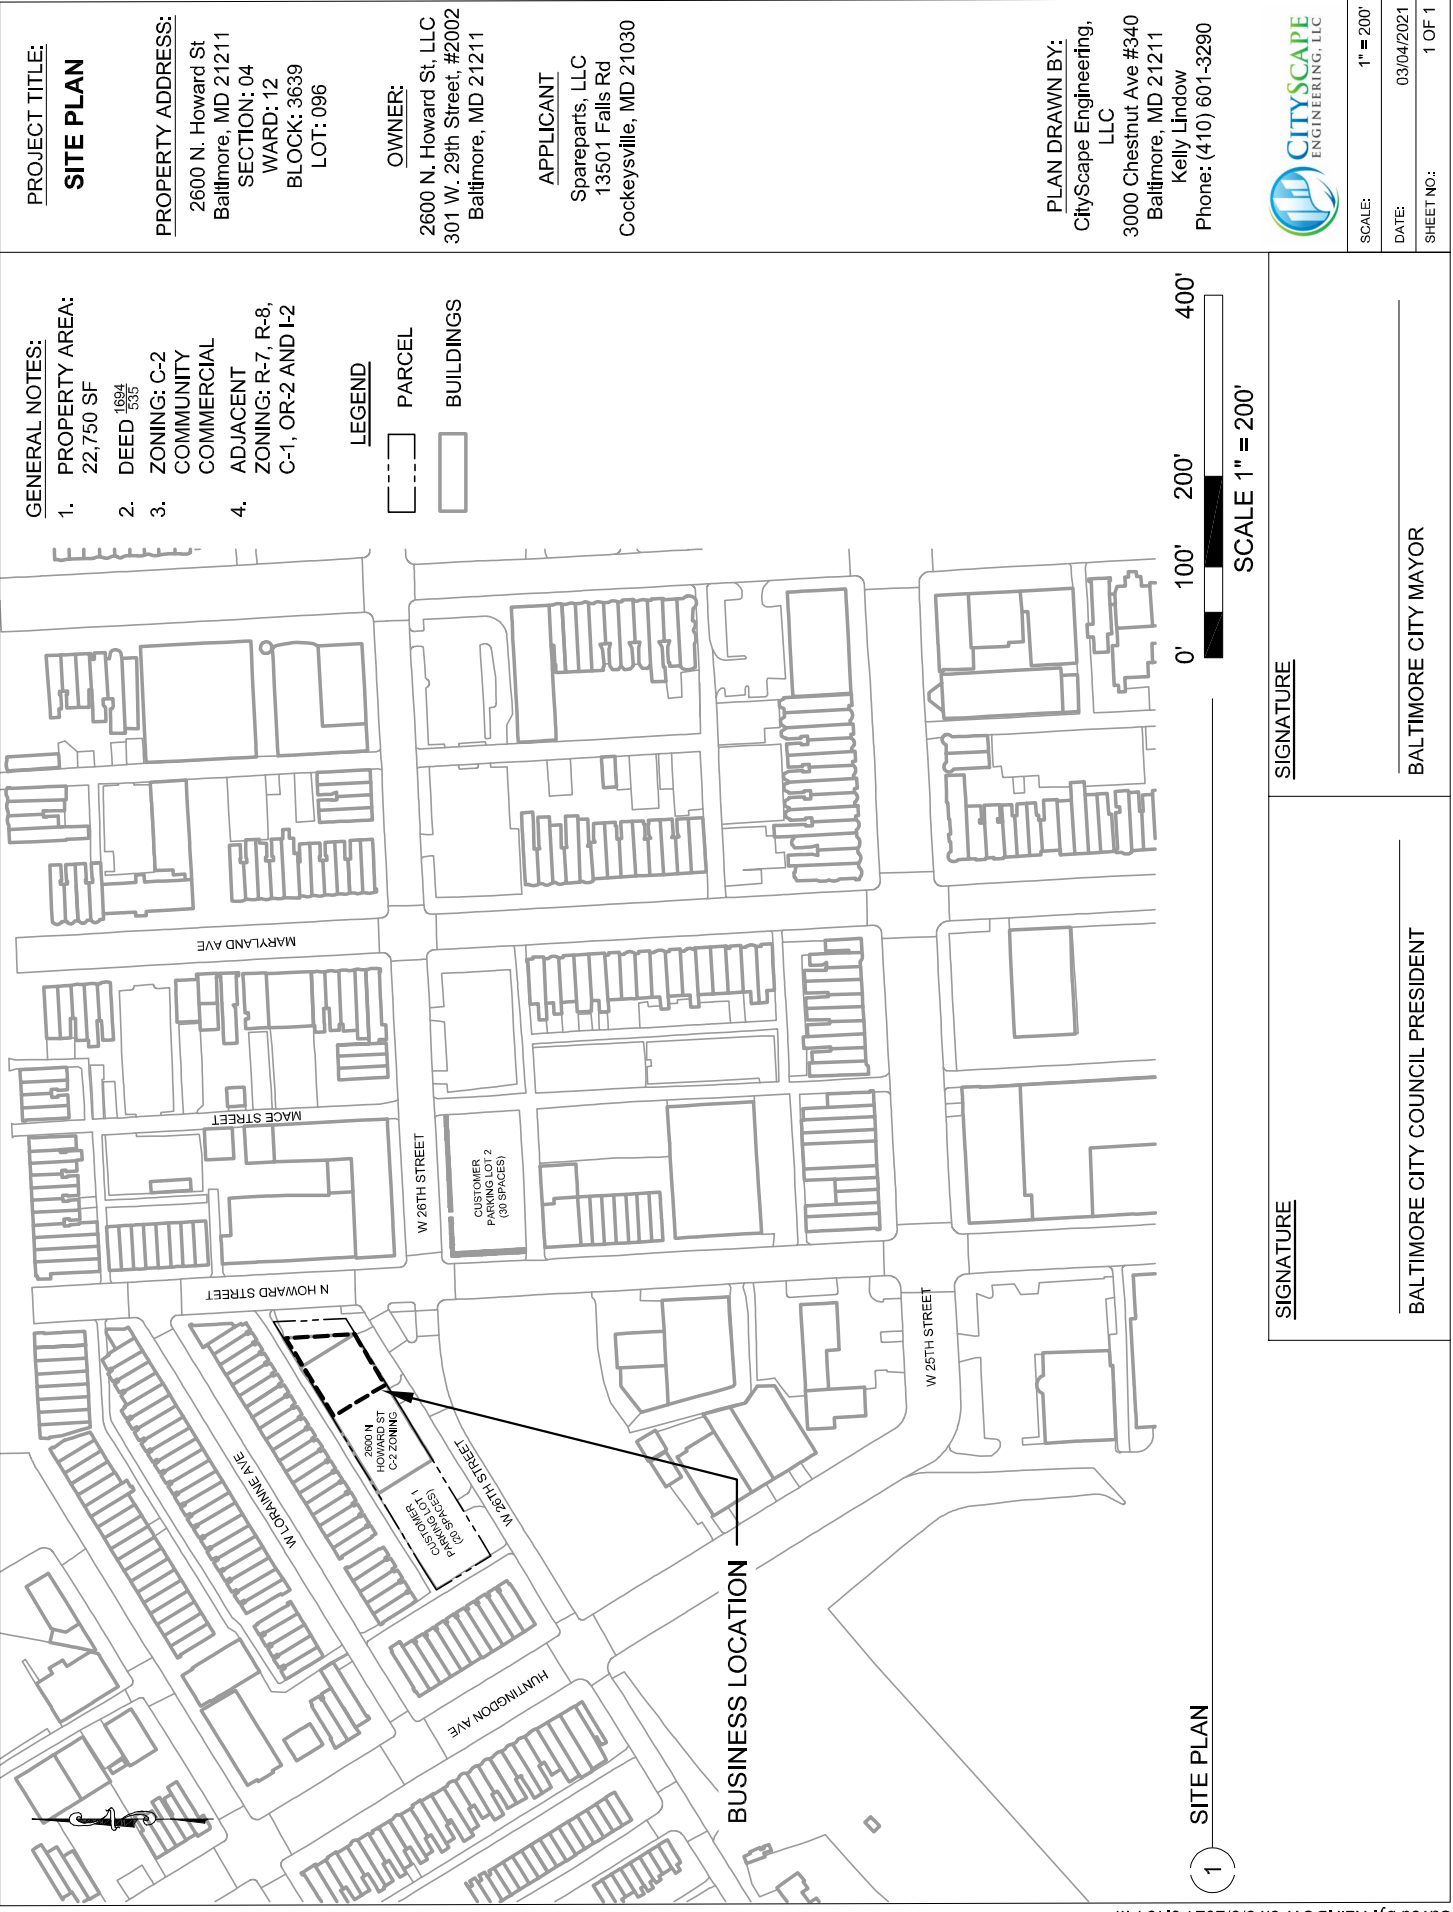 PROJECT TITLE:
SITE PLAN
PROPERTY ADDRESS:
2600 N. Howard St
Baltimore, MD 21211
SECTION: 04
WARD: 12
BLOCK: 3639
LOT: 096
OWNER:
2600 N. Howard St, LLC
301 W. 29th Street, #2002
Baltimore, MD 21211
APPLICANT
Spareparts, LLC
13501 Falls Rd
Cockeysville, MD 21030
PLAN DRAWN BY:
CityScape Engineering,
LLC
3000 Chestnut Ave #340
Baltimore, MD 21211
Kelly Lindow
Phone: (410) 601-3290
CITYSCAPE
ENGINEERING, LLC
SCALE: 1" = 200'
DATE: 03/04/2021
SHEET NO.: 1 OF 1
GENERAL NOTES:
1. PROPERTY AREA:
22,750 SF
2. DEED 1694
535
3. ZONING: C-2
COMMUNITY
COMMERCIAL
4. ADJACENT
ZONING: R-7, R-8,
C-1, OR-2 AND I-2
LEGEND
PARCEL
BUILDINGS
MARYLAND AVE
MACE STREET
W 26TH STREET
CUSTOMER
PARKING LOT 2
(30 SPACES)
N HOWARD STREET
W 25TH STREET
W LORAINNE AVE
2600 N
HOWARD ST
C-2 ZONING
CUSTOMER
PARKING LOT 1
(20 SPACES)
W 26TH STREET
HUNTINGDON AVE
BUSINESS LOCATION
1
SITE PLAN
0' 100' 200' 400'
SCALE 1" = 200'
SIGNATURE
BALTIMORE CITY COUNCIL PRESIDENT
SIGNATURE
BALTIMORE CITY MAYOR